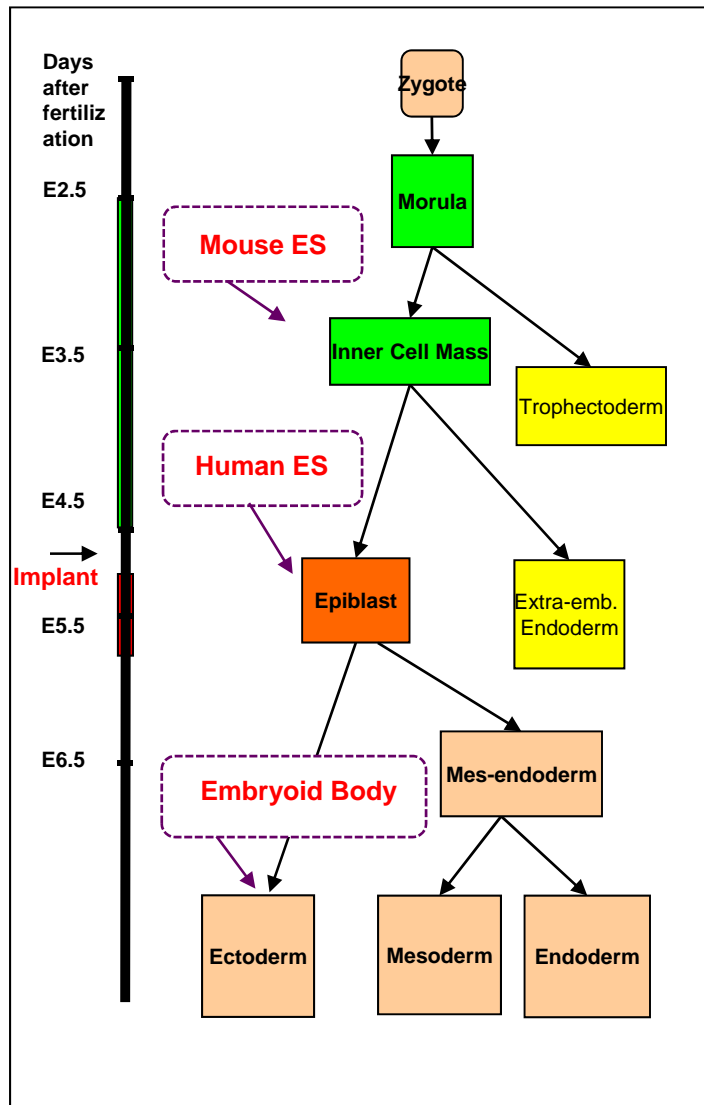 Days
after
fertiliz
ation
Zygote
E2.5
Morula
Mouse ES
E3.5
Inner Cell Mass
Trophectoderm
Human ES
E4.5
Implant
Epiblast
Extra-emb.
Endoderm
E5.5
E6.5
Mes-endoderm
Embryoid Body
Ectoderm
Mesoderm
Endoderm